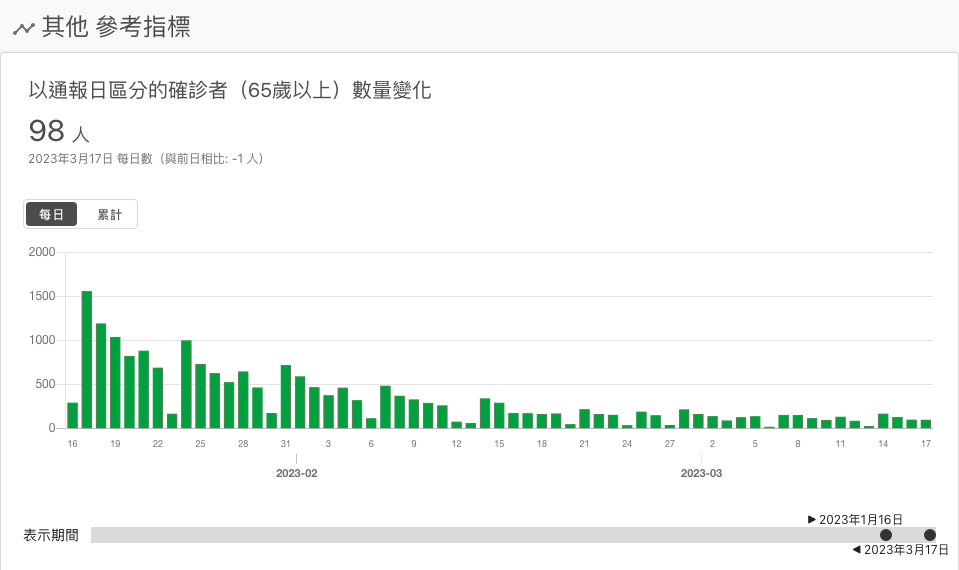 其他 參考指標
以通報日區分的確診者（65歲以上）數量變化
98 人
2023年3月17日 每日數（與前日相比: -1 人）
每日 累計
2000
1500
1000
500
0
16 19 22 25 28 31 3 6 9 12 15 18 21 24 27 2 5 8 11 14 17
2023-02 2023-03
▶ 2023年1月16日
表示期間
◀ 2023年3月17日